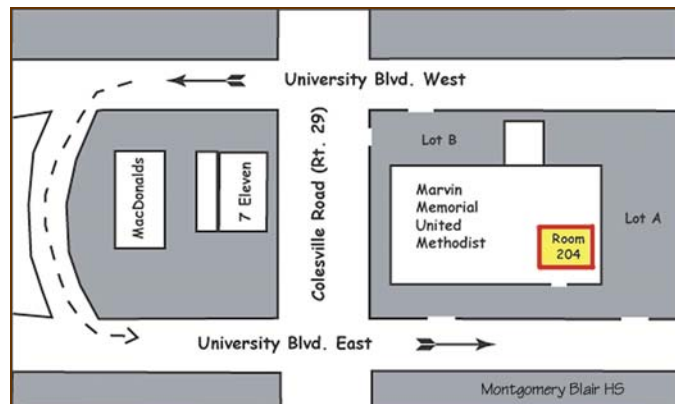 University Blvd. West
MacDonalds
7 Eleven
Colesville Road (Rt. 29)
Lot B
Marvin
Memorial
United
Methodist
Room
204
Lot A
University Blvd. East
Montgomery Blair HS